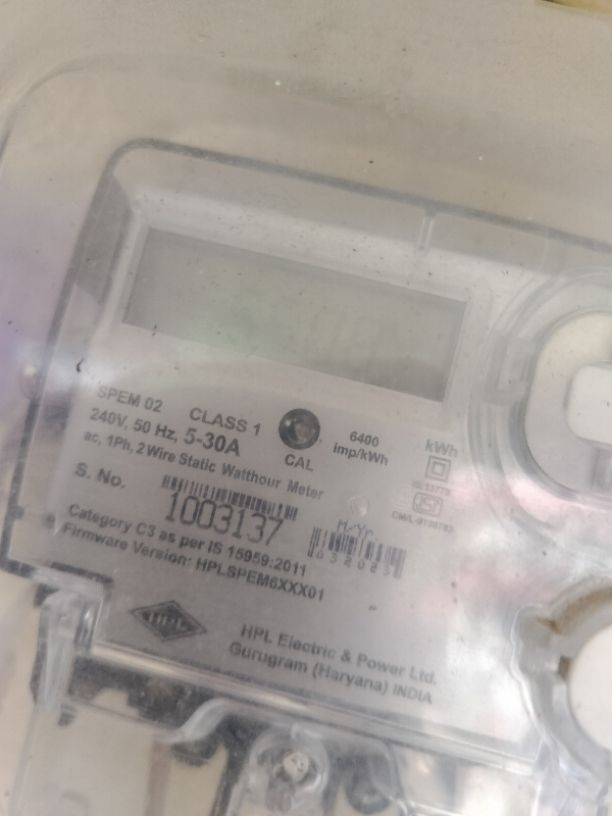 SPEM 02 CLASS 1
240V, 50 Hz, 5-30A
ac, 1Ph, 2 Wire Static Watthour Meter
CAL
6400
imp/kWh
kWh
IS 13779
S. No.
1003137
M/Yr.
Category C3 as per IS 15959:2011
Firmware Version: HPLSPEM6XXX01
HPL
HPL Electric & Power Ltd.
Gurugram (Haryana) INDIA